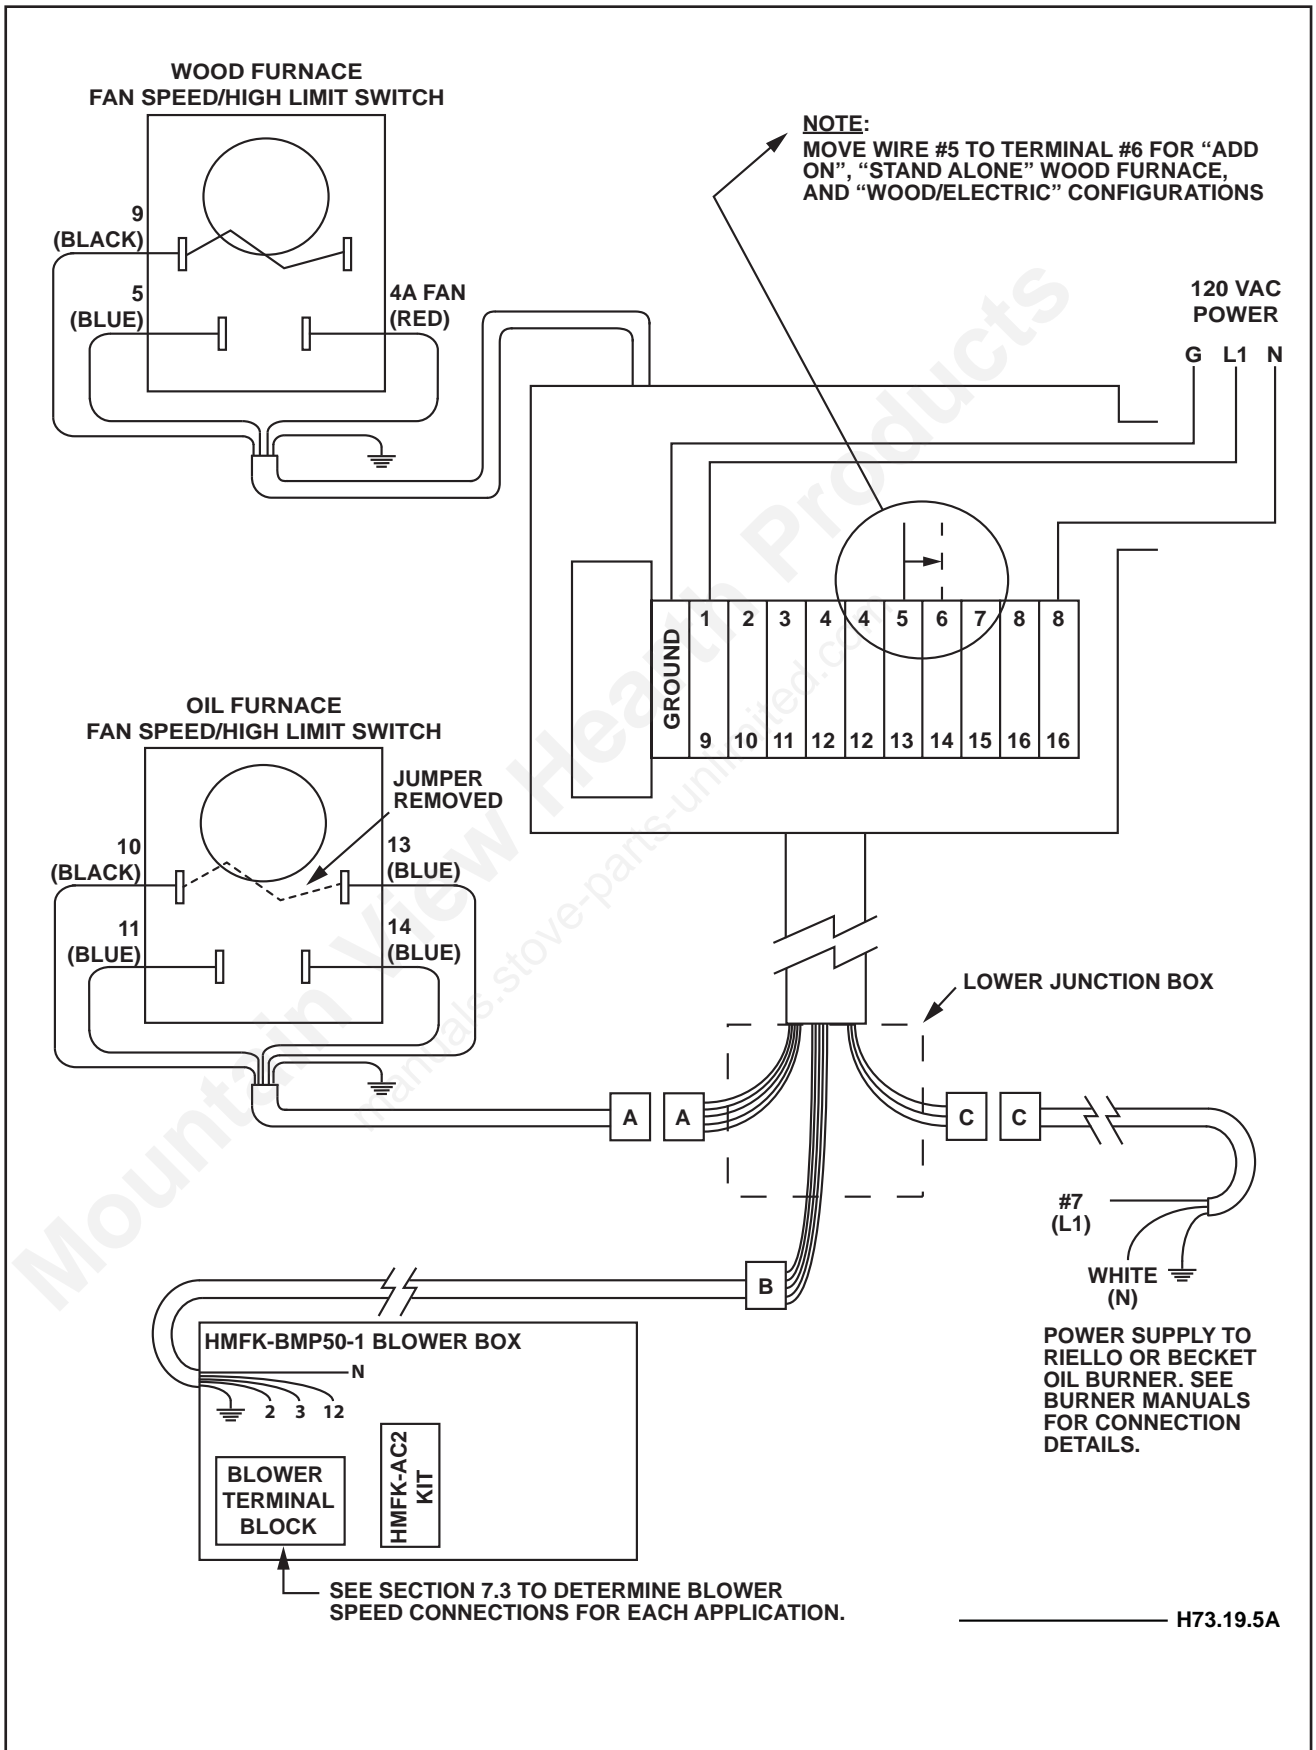 WOOD FURNACE
FAN SPEED/HIGH LIMIT SWITCH
9
(BLACK)
5
(BLUE)
4A FAN
(RED)
NOTE:
MOVE WIRE #5 TO TERMINAL #6 FOR “ADD
ON”, “STAND ALONE” WOOD FURNACE,
AND “WOOD/ELECTRIC” CONFIGURATIONS
120 VAC
POWER
G L1 N
GROUND
1 2 3 4 4 5 6 7 8 8
9 10 11 12 12 13 14 15 16 16
OIL FURNACE
FAN SPEED/HIGH LIMIT SWITCH
JUMPER
REMOVED
10
(BLACK)
13
(BLUE)
11
(BLUE)
14
(BLUE)
LOWER JUNCTION BOX
A A C C
#7
(L1)
WHITE
(N)
B
POWER SUPPLY TO
RIELLO OR BECKET
OIL BURNER. SEE
BURNER MANUALS
FOR CONNECTION
DETAILS.
HMFK-BMP50-1 BLOWER BOX
N
2 3 12
BLOWER
TERMINAL
BLOCK
HMFK-AC2
KIT
SEE SECTION 7.3 TO DETERMINE BLOWER
SPEED CONNECTIONS FOR EACH APPLICATION.
H73.19.5A
Mountain View Hearth Products
manuals.stove-parts-unlimited.com